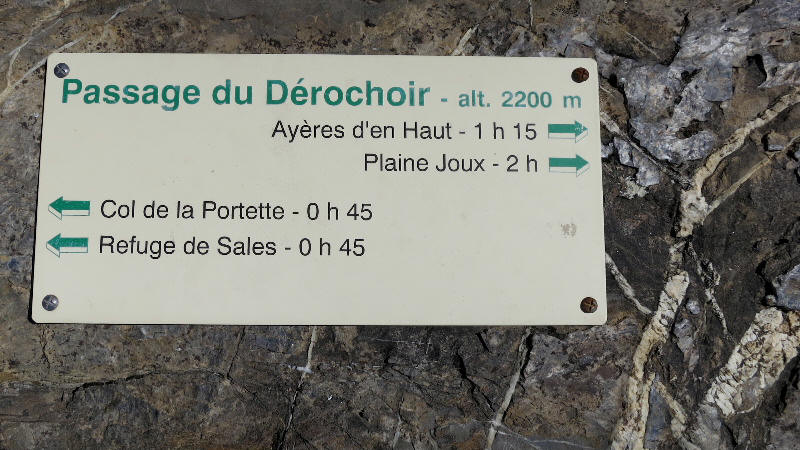 Passage du Dérochoir - alt. 2200 m
Ayères d'en Haut - 1 h 15
Plaine Joux - 2 h
Col de la Portette - 0 h 45
Refuge de Sales - 0 h 45